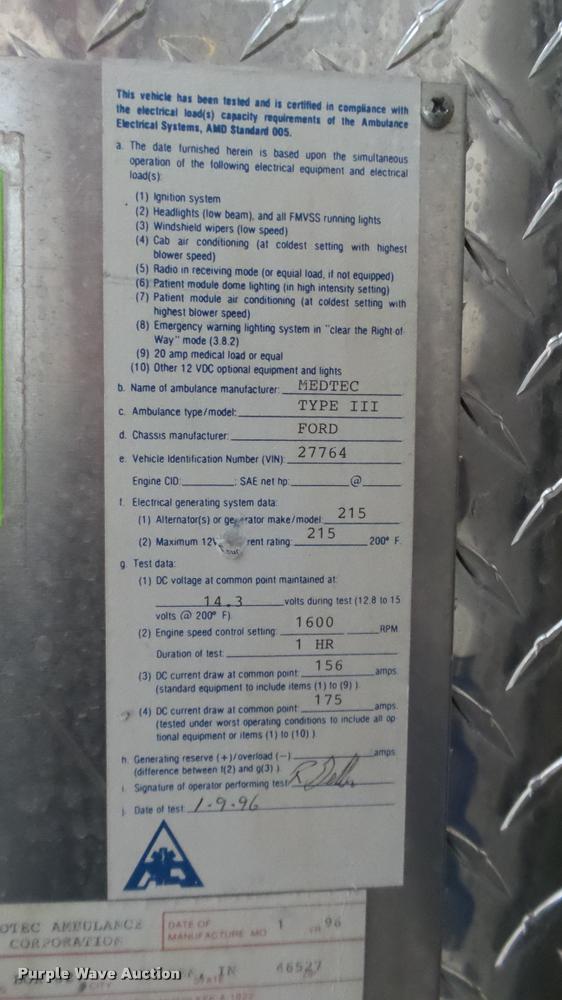 This vehicle has been tested and is certified in compliance with
the electrical load(s) capacity requirements of the Ambulance
Electrical Systems, AMD Standard 005.
a. The date furnished herein is based upon the simultaneous
operation of the following electrical equipment and electrical
load(s):
(1) Ignition system
(2) Headlights (low beam), and all FMVSS running lights
(3) Windshield wipers (low speed)
(4) Cab air conditioning (at coldest setting with highest
blower speed)
(5) Radio in receiving mode (or equial load, if not equipped)
(6) Patient module dome lighting (in high intensity setting)
(7) Patient module air conditioning (at coldest setting with
highest blower speed)
(8) Emergency warning lighting system in "clear the Right-of-
Way" mode (3.8.2)
(9) 20 amp medical load or equal
(10) Other 12 VDC optional equipment and lights
b. Name of ambulance manufacturer: MEDTEC
c. Ambulance type/model: TYPE III
d. Chassis manufacturer: FORD
e. Vehicle Identification Number (VIN): 27764
Engine CID: ; SAE net hp: @
f. Electrical generating system data:
(1) Alternator(s) or generator make/model: 215
(2) Maximum 12V rent rating: 215 200° F.
g. Test data:
(1) DC voltage at common point maintained at:
14.3 volts during test (12.8 to 15
volts @ 200° F).
(2) Engine speed control setting: 1600 RPM
Duration of test: 1 HR
(3) DC current draw at common point: 156 amps.
(standard equipment to include items (1) to (9).)
(4) DC current draw at common point: 175 amps.
(tested under worst operating conditions to include all op
tional equipment or items (1) to (10).)
h. Generating reserve (+)/overload (-) amps
(difference between f(2) and g(3).)
i. Signature of operator performing test
j. Date of test: 1-9-96
OTEC AMBULANCE
CORPORATION
DATE OF
MANUFACTURE MO 1 YR 96
IN 46527
CITY
Purple Wave Auction